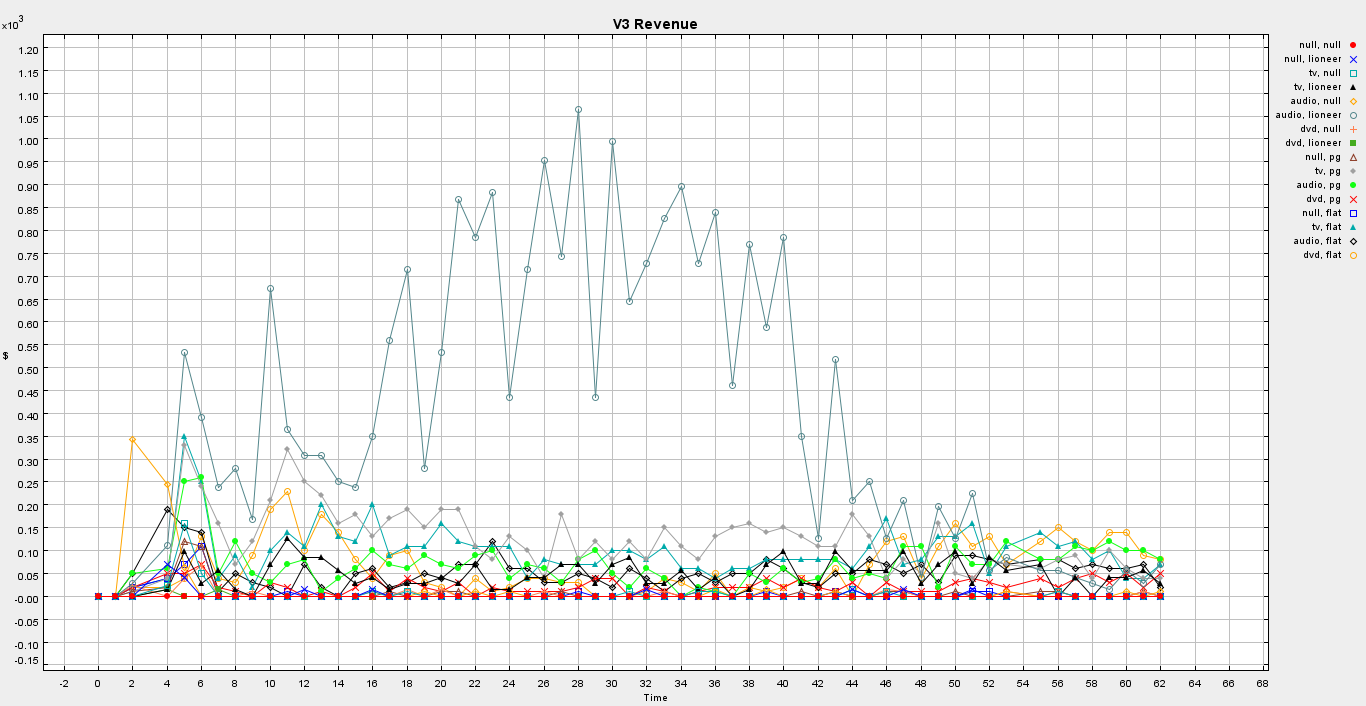 V3 Revenue
x10³
1.20
1.15
1.10
1.05
1.00
0.95
0.90
0.85
0.80
0.75
0.70
0.65
0.60
0.55
0.50
0.45
0.40
0.35
0.30
0.25
0.20
0.15
0.10
0.05
-0.00
-0.05
-0.10
-0.15
$
-2 0 2 4 6 8 10 12 14 16 18 20 22 24 26 28 30 32 34 36 38 40 42 44 46 48 50 52 54 56 58 60 62 64 66 68
Time
null, null
null, lioneer
tv, null
tv, lioneer
audio, null
audio, lioneer
dvd, null
dvd, lioneer
null, pg
tv, pg
audio, pg
dvd, pg
null, flat
tv, flat
audio, flat
dvd, flat